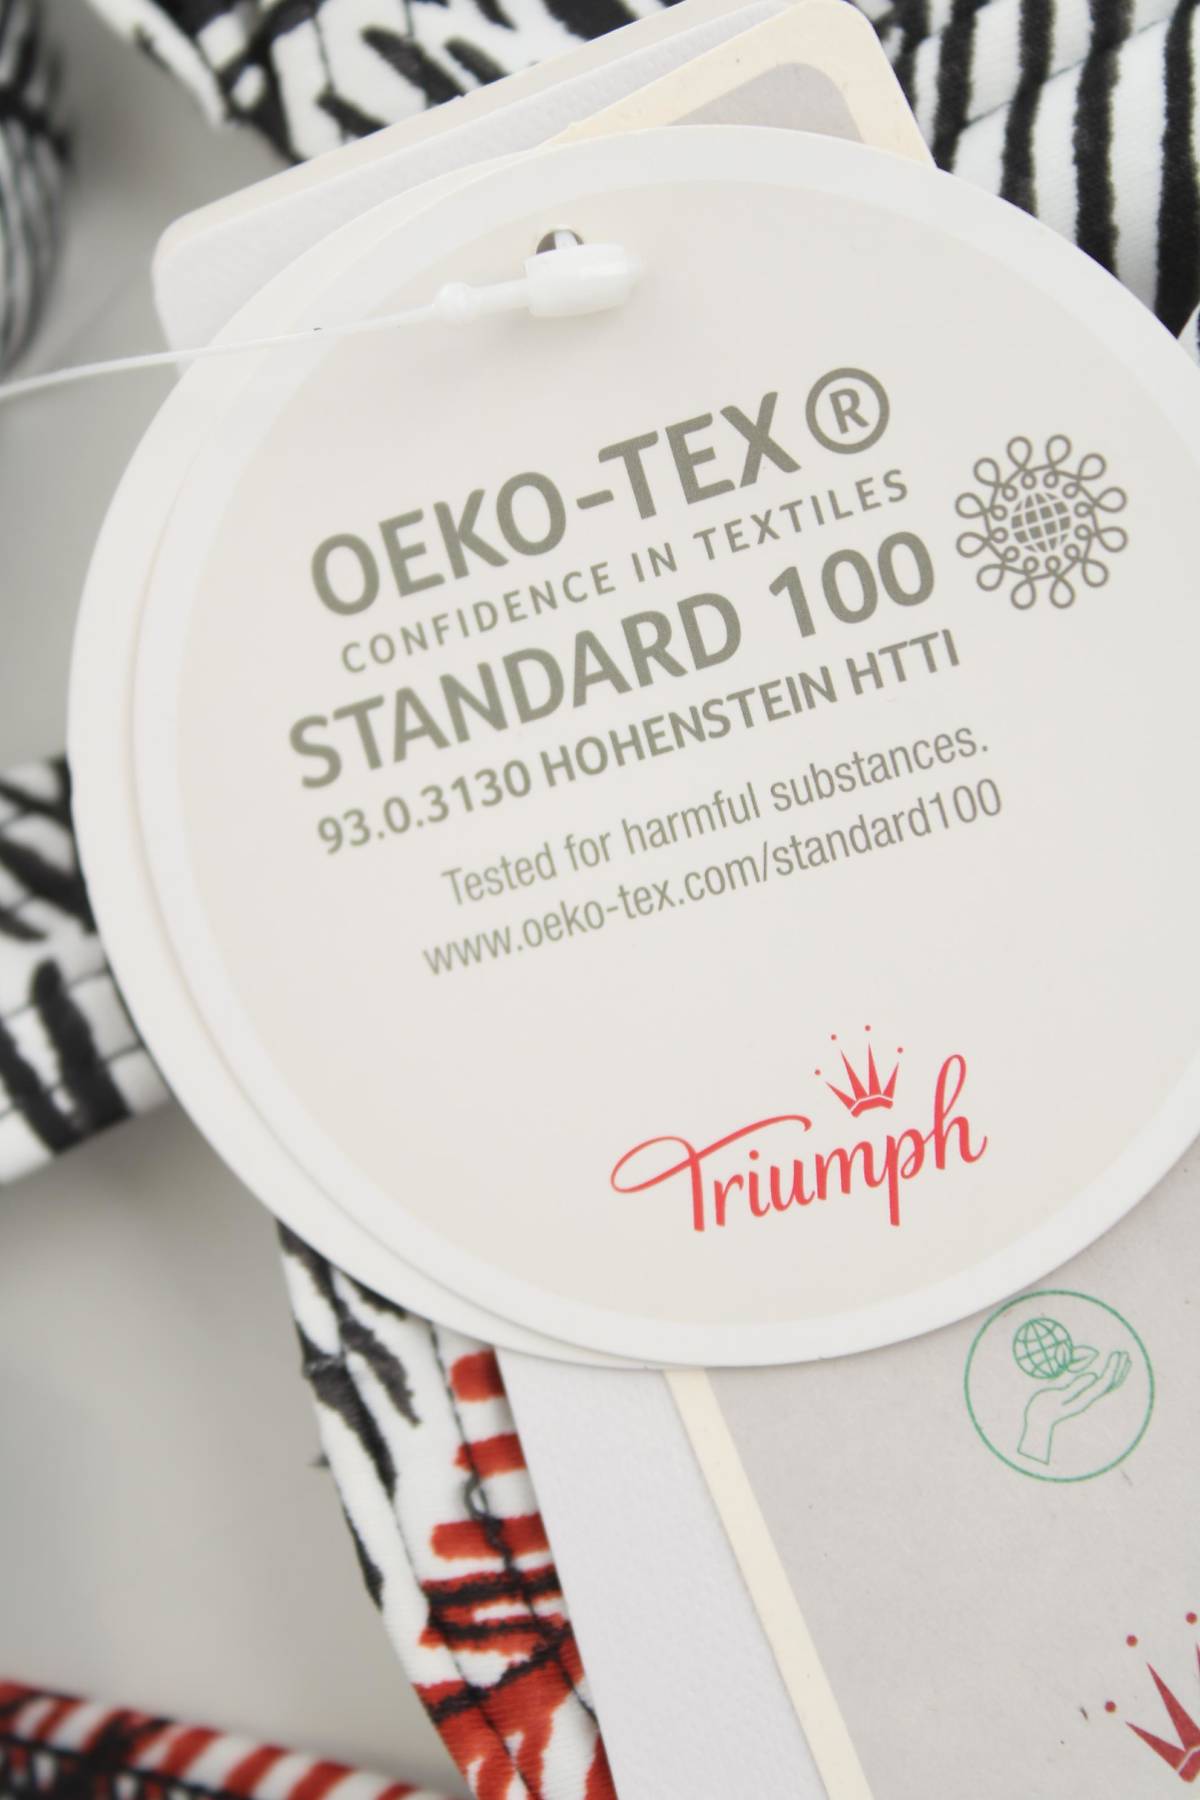 OEKO-TEX®
CONFIDENCE IN TEXTILES
STANDARD 100
93.0.3130 HOHENSTEIN HTTI
Tested for harmful substances.
www.oeko-tex.com/standard100
Triumph